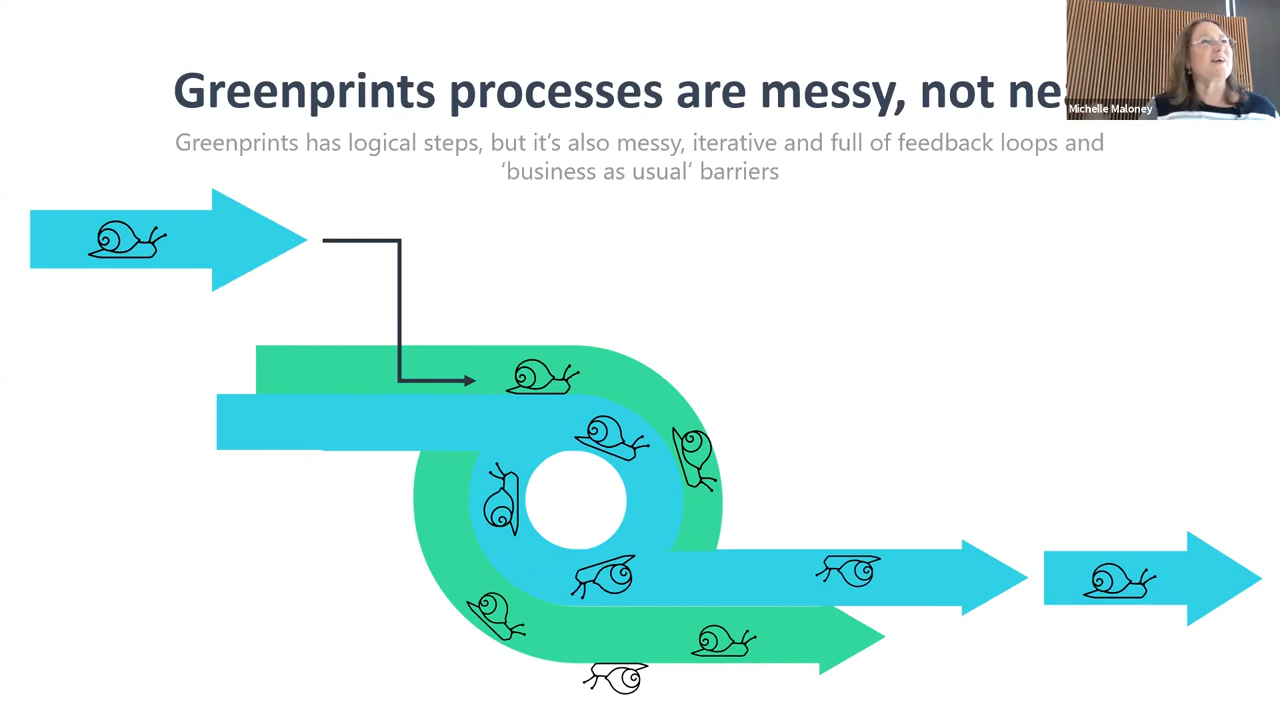 Greenprints processes are messy, not
Michelle Maloney
Greenprints has logical steps, but it’s also messy, iterative and full of feedback loops and
‘business as usual’ barriers